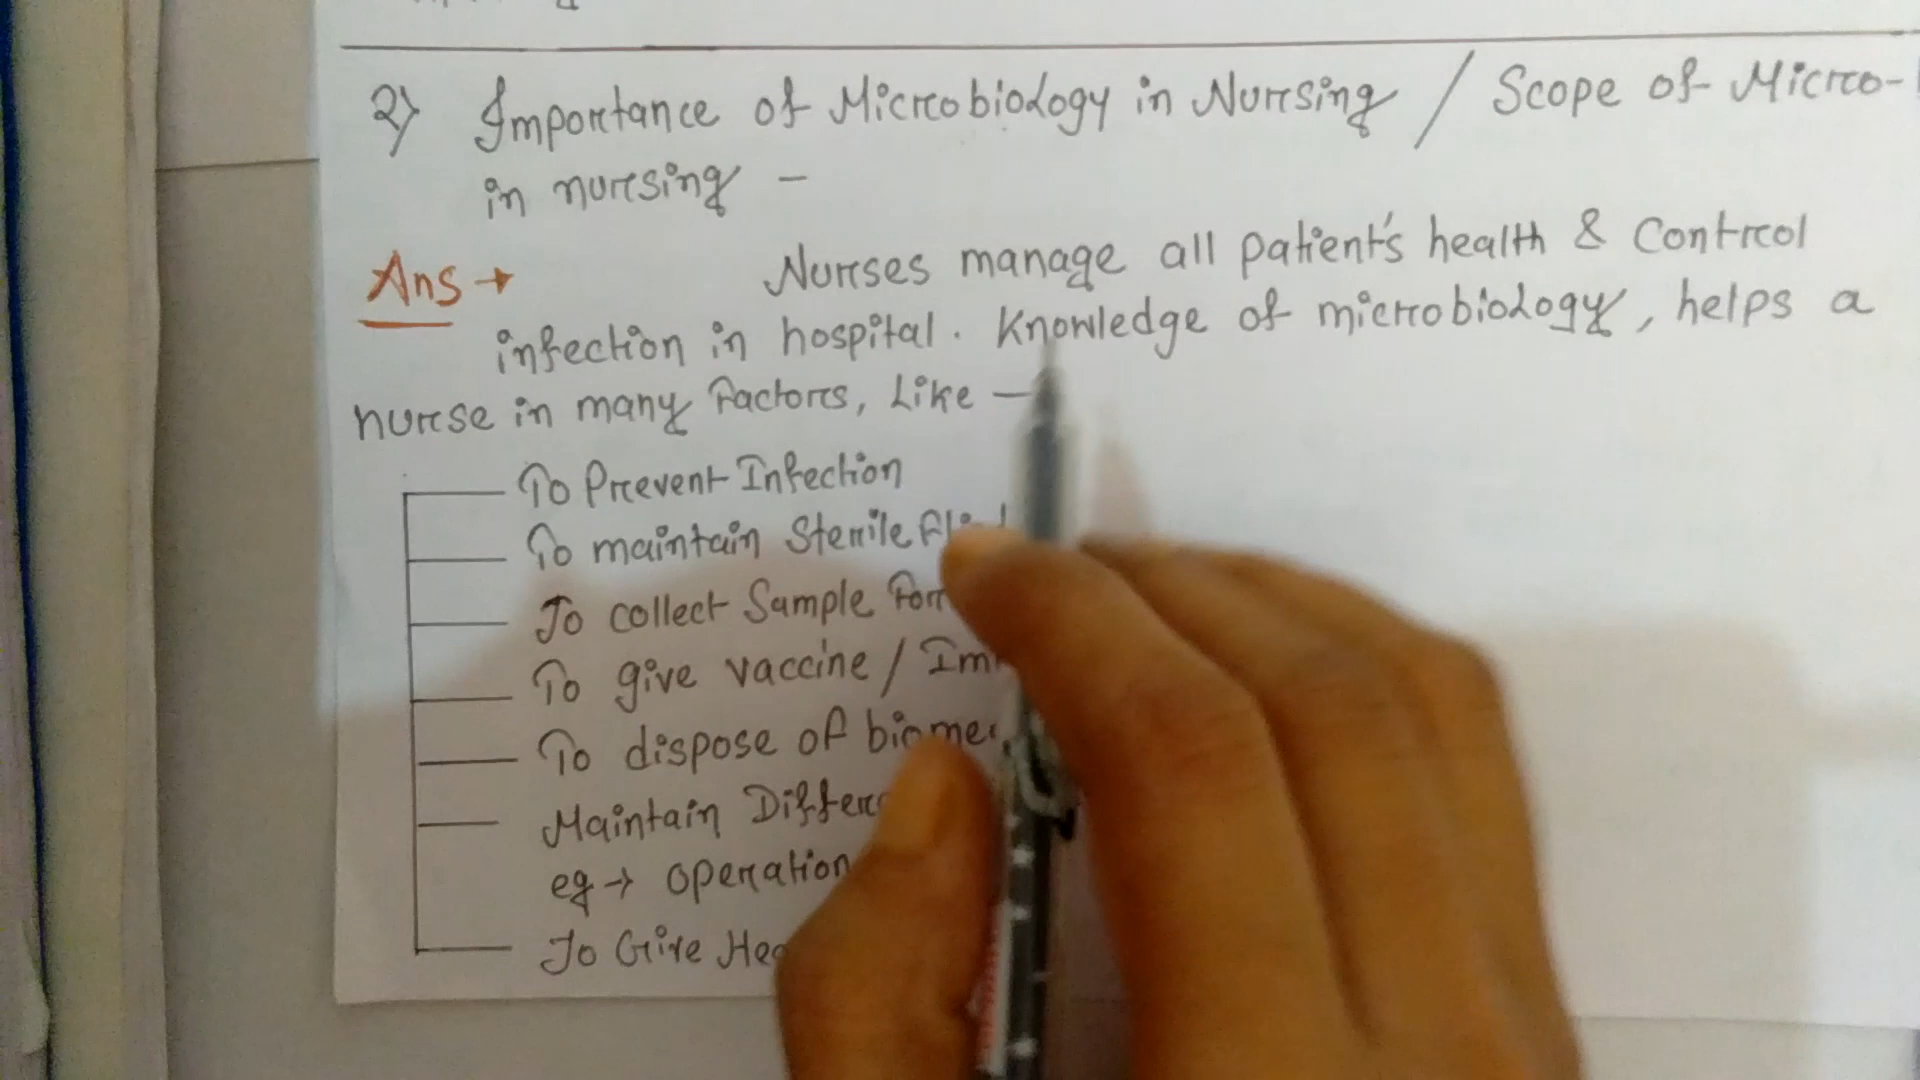 2) Importance of Microbiology in Nursing / Scope of Micro-
in nursing -
Ans → Nurses manage all patient's health & Control
infection in hospital. Knowledge of microbiology, helps a
nurse in many factors, Like -
To Prevent Infection
To maintain Sterile
To collect Sample For
To give vaccine /
To dispose of
Maintain
eg → operation
To Give